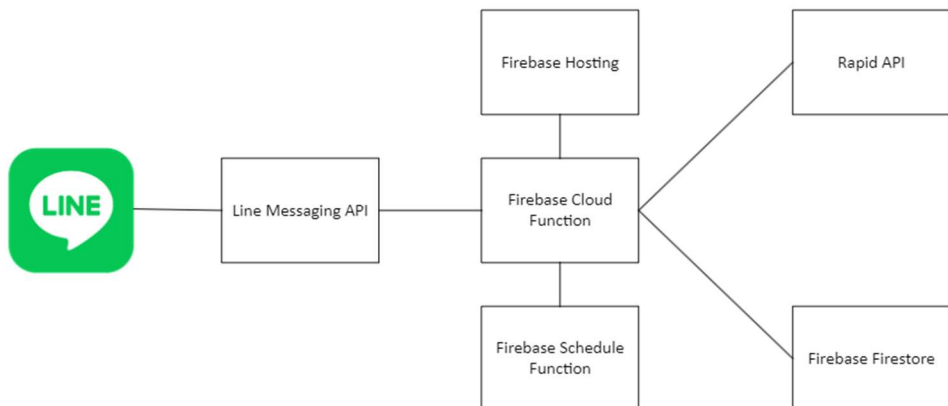 Firebase Hosting
Rapid API
LINE
Line Messaging API
Firebase Cloud
Function
Firebase Schedule
Function
Firebase Firestore